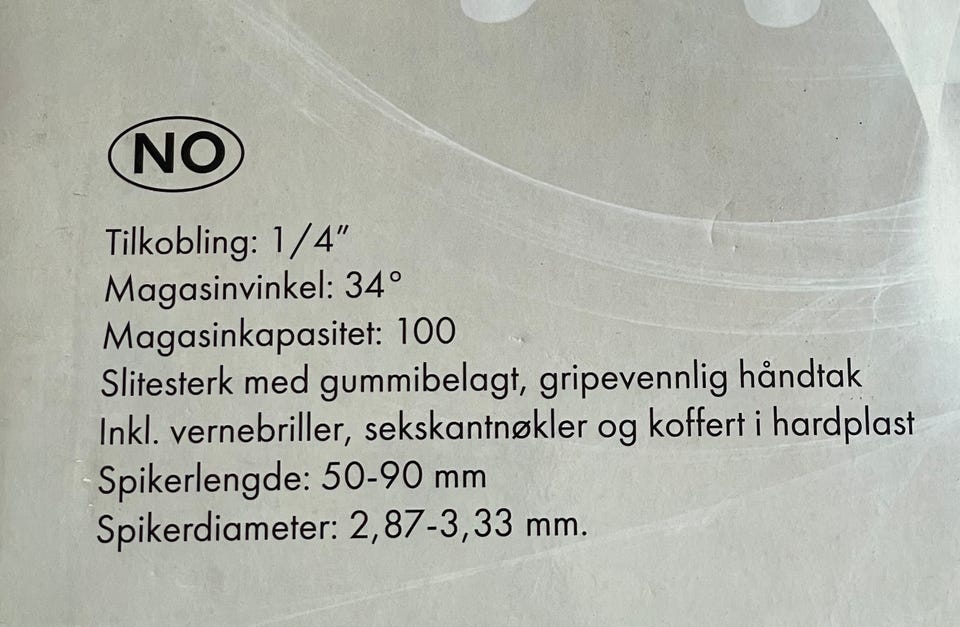 NO
Tilkobling: 1/4”
Magasinvinkel: 34°
Magasinkapasitet: 100
Slitesterk med gummibelagt, gripevennlig håndtak
Inkl. vernebriller, sekskantnøkler og koffert i hardplast
Spikerlengde: 50-90 mm
Spikerdiameter: 2,87-3,33 mm.